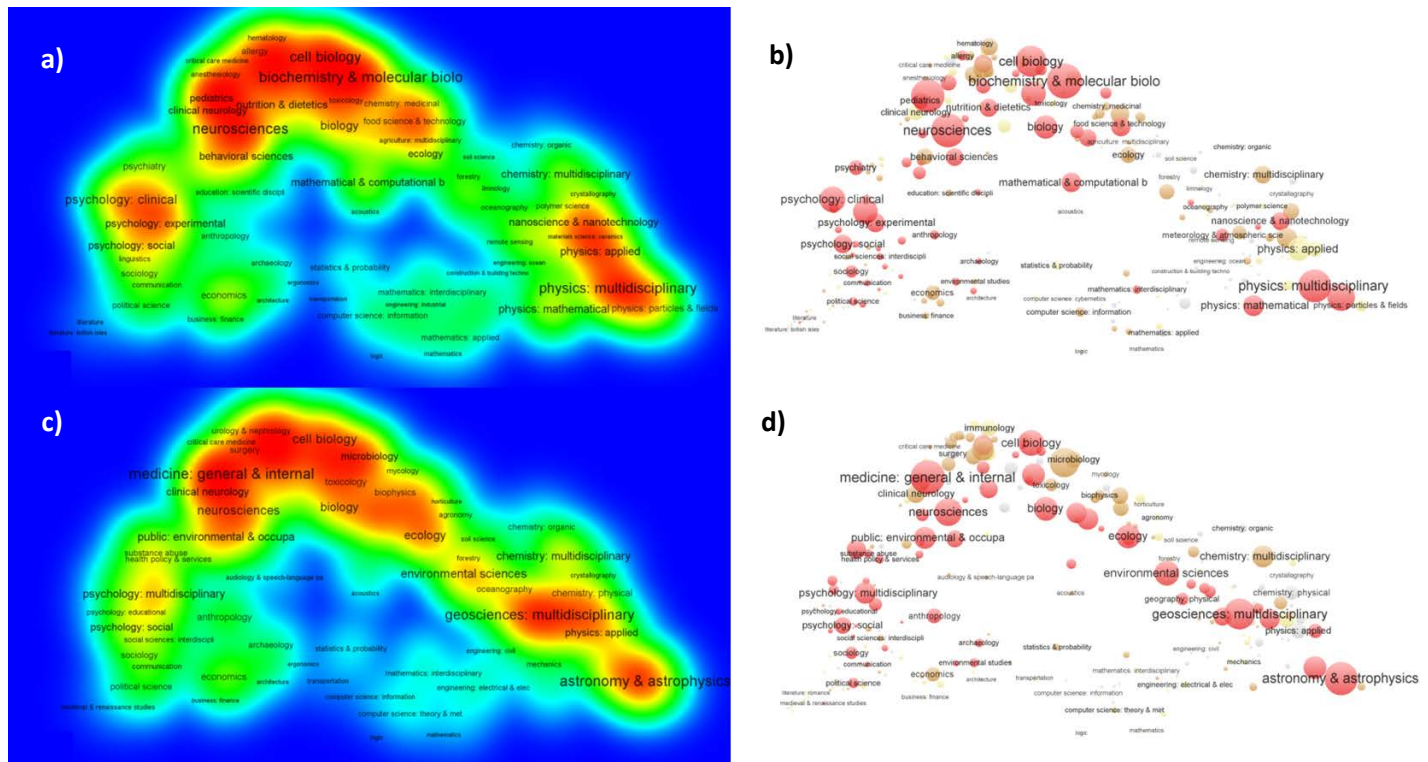 a)
hematology
allergy
critical care medicine
cell biology
anesthesiology
biochemistry & molecular biolo
pediatrics
clinical neurology
nutrition & dietetics
toxicology
chemistry: medicinal
neurosciences
biology
food science & technology
agriculture: multidisciplinary
behavioral sciences
ecology
chemistry: organic
soil science
psychiatry
forestry
chemistry: multidisciplinary
mathematical & computational b
education: scientific discipli
limnology
crystallography
psychology: clinical
polymer science
oceanography
acoustics
psychology: experimental
nanoscience & nanotechnology
anthropology
materials science: ceramics
psychology: social
remote sensing
physics: applied
linguistics
archaeology
engineering: ocean
sociology
statistics & probability
construction & building techno
communication
ergonomics
physics: multidisciplinary
economics
mathematics: interdisciplinary
political science
architecture
transportation
engineering: industrial
physics: mathematical
physics: particles & fields
business: finance
computer science: information
literature
literature: british isles
mathematics: applied
logic
mathematics
b)
hematology
allergy
cell biology
critical care medicine
anesthesiology
biochemistry & molecular biolo
pediatrics
clinical neurology
nutrition & dietetics
toxicology
chemistry: medicinal
neurosciences
biology
food science & technology
agriculture: multidisciplinary
chemistry: organic
behavioral sciences
ecology
soil science
psychiatry
forestry
chemistry: multidisciplinary
mathematical & computational b
education: scientific discipli
limnology
crystallography
psychology: clinical
oceanography
polymer science
acoustics
psychology: experimental
nanoscience & nanotechnology
anthropology
meteorology & atmospheric scie
remote sensing
psychology: social
physics: applied
social sciences: interdiscipli
archaeology
engineering: ocean
sociology
statistics & probability
construction & building techno
communication
environmental studies
physics: multidisciplinary
economics
architecture
mathematics: interdisciplinary
computer science: cybernetics
political science
computer science: information
physics: mathematical
physics: particles & fields
business: finance
literature
literature: british isles
mathematics: applied
logic
mathematics
c)
urology & nephrology
critical care medicine
cell biology
surgery
microbiology
medicine: general & internal
mycology
toxicology
clinical neurology
biophysics
horticulture
neurosciences
biology
agronomy
chemistry: organic
public: environmental & occupa
ecology
soil science
substance abuse
health policy & services
forestry
chemistry: multidisciplinary
audiology & speech-language pa
environmental sciences
crystallography
psychology: multidisciplinary
acoustics
oceanography
chemistry: physical
psychology: educational
anthropology
geosciences: multidisciplinary
psychology: social
physics: applied
social sciences: interdiscipli
archaeology
statistics & probability
engineering: civil
sociology
communication
ergonomics
mechanics
economics
mathematics: interdisciplinary
political science
architecture
transportation
engineering: electrical & elec
astronomy & astrophysics
medieval & renaissance studies
business: finance
computer science: information
computer science: theory & met
logic
mathematics
d)
immunology
critical care medicine
cell biology
surgery
microbiology
medicine: general & internal
mycology
toxicology
clinical neurology
biophysics
horticulture
neurosciences
biology
agronomy
chemistry: organic
public: environmental & occupa
ecology
soil science
substance abuse
health policy & services
forestry
chemistry: multidisciplinary
audiology & speech-language pa
environmental sciences
crystallography
psychology: multidisciplinary
acoustics
geography: physical
chemistry: physical
psychology: educational
anthropology
geosciences: multidisciplinary
psychology: social
physics: applied
social sciences: interdiscipli
archaeology
statistics & probability
engineering: civil
sociology
communication
environmental studies
mechanics
economics
mathematics: interdisciplinary
political science
architecture
transportation
engineering: electrical & elec
astronomy & astrophysics
literature: romance
medieval & renaissance studies
business: finance
computer science: information
computer science: theory & met
logic
mathematics